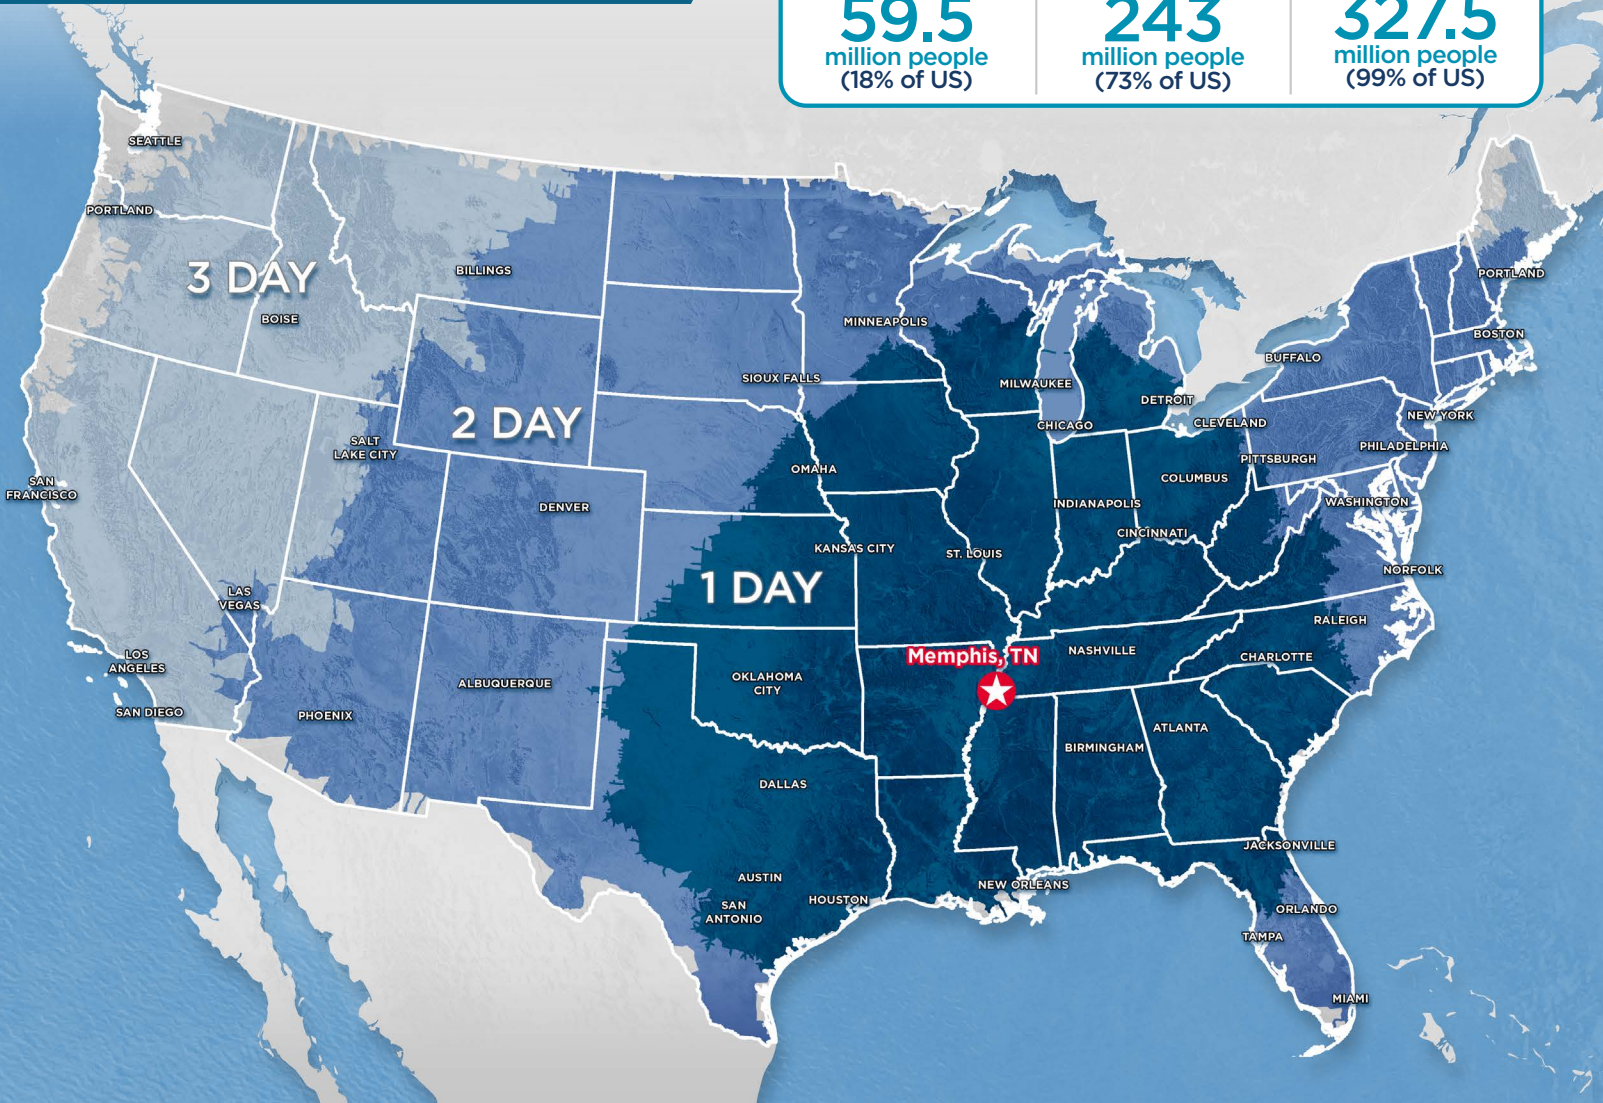 59.5
million people
(18% of US)
243
million people
(73% of US)
327.5
million people
(99% of US)
SEATTLE
PORTLAND
3 DAY
BOISE
BILLINGS
MINNEAPOLIS
SIOUX FALLS
MILWAUKEE
DETROIT
CHICAGO
CLEVELAND
BUFFALO
PORTLAND
BOSTON
NEW YORK
PHILADELPHIA
PITTSBURGH
WASHINGTON
2 DAY
SALT
LAKE CITY
SAN
FRANCISCO
DENVER
OMAHA
COLUMBUS
INDIANAPOLIS
CINCINNATI
KANSAS CITY
ST. LOUIS
NORFOLK
1 DAY
LAS
VEGAS
RALEIGH
LOS
ANGELES
Memphis, TN
NASHVILLE
CHARLOTTE
ALBUQUERQUE
OKLAHOMA
CITY
SAN DIEGO
PHOENIX
ATLANTA
BIRMINGHAM
DALLAS
JACKSONVILLE
AUSTIN
NEW ORLEANS
HOUSTON
SAN
ANTONIO
ORLANDO
TAMPA
MIAMI